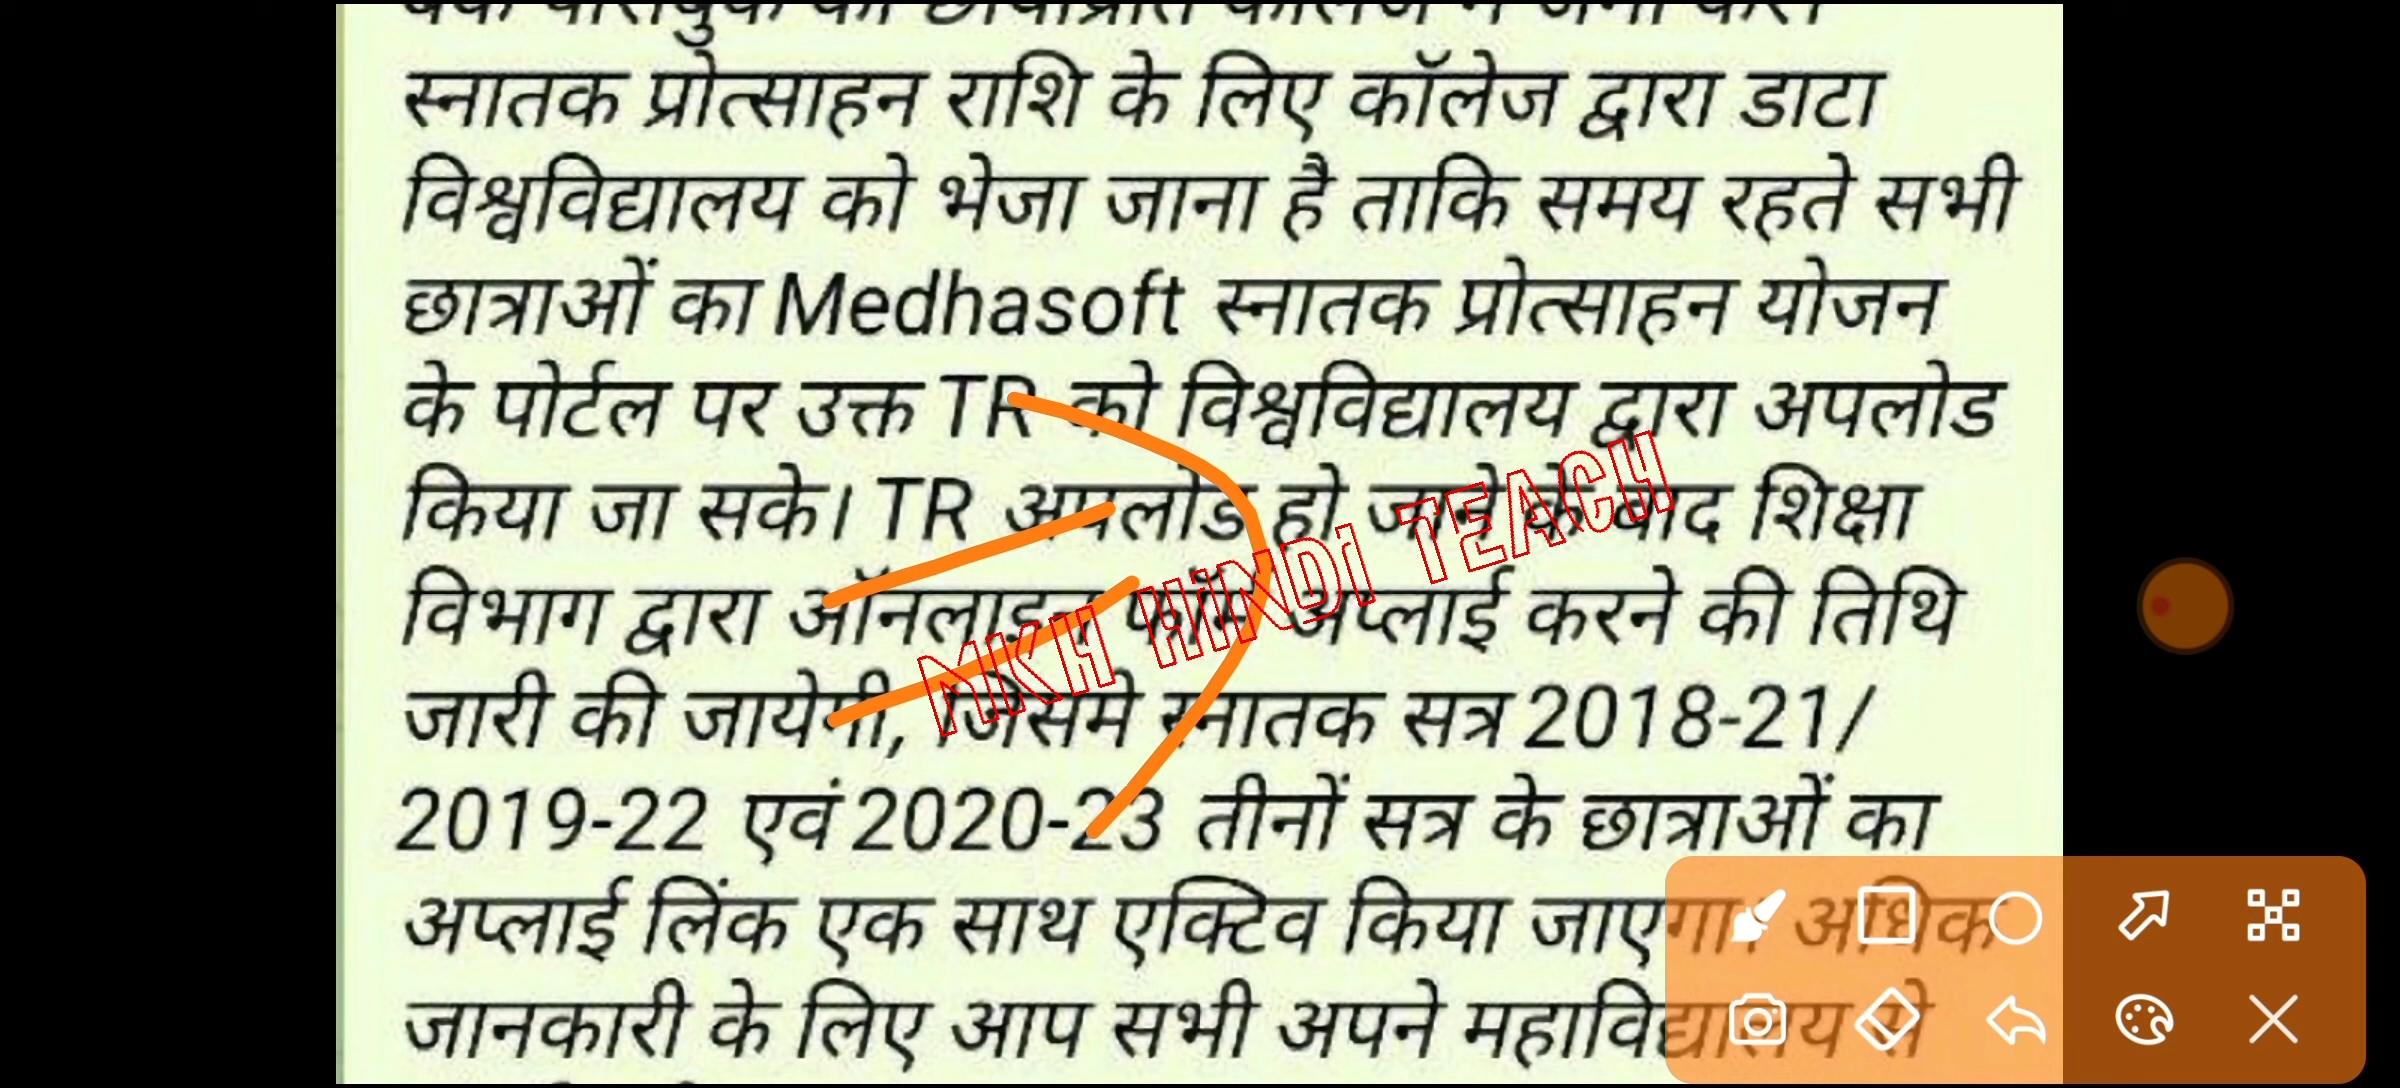 स्नातक प्रोत्साहन राशि के लिए कॉलेज द्वारा डाटा
विश्वविद्यालय को भेजा जाना है ताकि समय रहते सभी
छात्राओं का Medhasoft स्नातक प्रोत्साहन योजन
के पोर्टल पर उक्त TR को विश्वविद्यालय द्वारा अपलोड
किया जा सके। TR अपलोड हो जाने के बाद शिक्षा
विभाग द्वारा ऑनलाइन फॉर्म अप्लाई करने की तिथि
जारी की जायेगी, जिसमे स्नातक सत्र 2018-21/
2019-22 एवं 2020-23 तीनों सत्र के छात्राओं का
अप्लाई लिंक एक साथ एक्टिव किया जाएगा। अधिक
जानकारी के लिए आप सभी अपने महाविद्यालय से
MKH HINDI TEACH